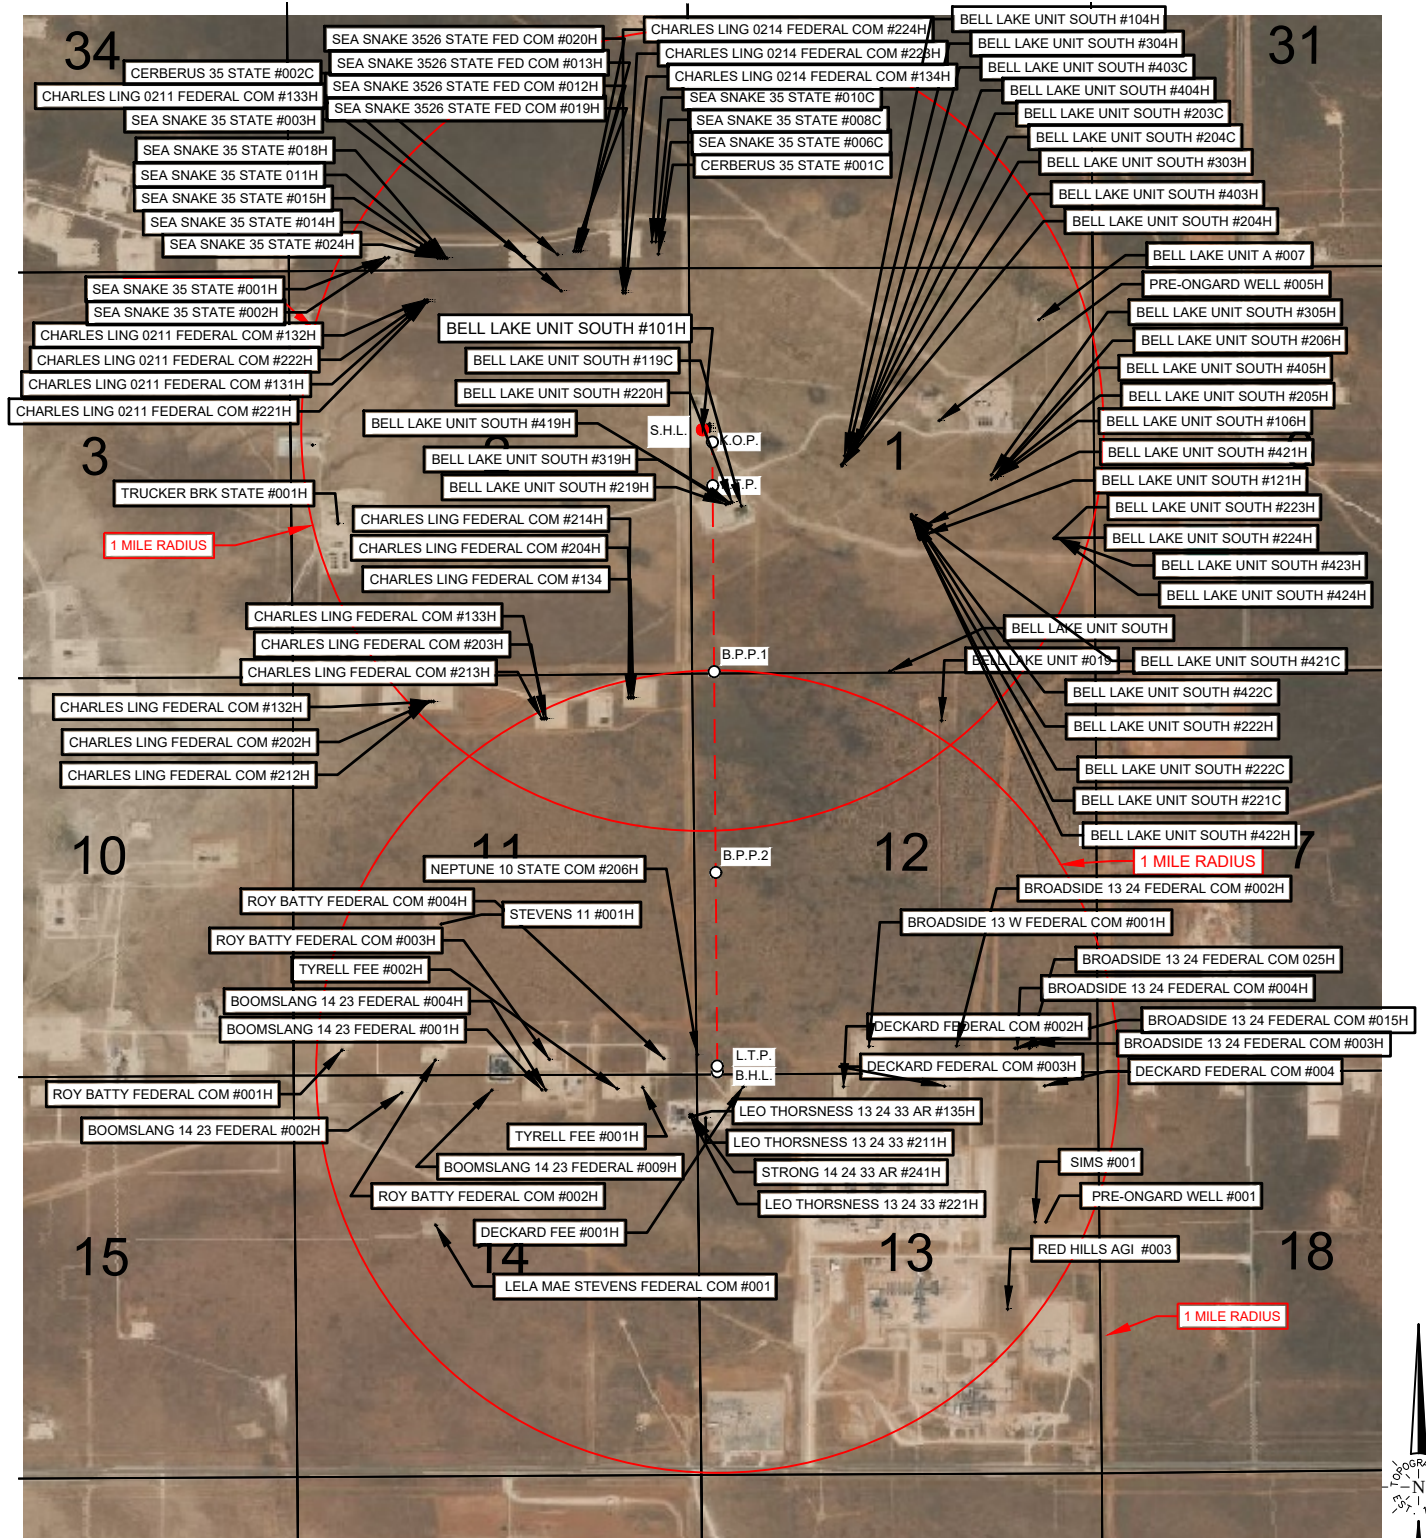 34
31
SEA SNAKE 3526 STATE FED COM #020H
SEA SNAKE 3526 STATE FED COM #013H
SEA SNAKE 3526 STATE FED COM #012H
SEA SNAKE 3526 STATE FED COM #019H
CERBERUS 35 STATE #002C
CHARLES LING 0211 FEDERAL COM #133H
SEA SNAKE 35 STATE #003H
SEA SNAKE 35 STATE #018H
SEA SNAKE 35 STATE 011H
SEA SNAKE 35 STATE #015H
SEA SNAKE 35 STATE #014H
SEA SNAKE 35 STATE #024H
SEA SNAKE 35 STATE #001H
SEA SNAKE 35 STATE #002H
CHARLES LING 0211 FEDERAL COM #132H
CHARLES LING 0211 FEDERAL COM #222H
CHARLES LING 0211 FEDERAL COM #131H
CHARLES LING 0211 FEDERAL COM #221H
CHARLES LING 0214 FEDERAL COM #224H
CHARLES LING 0214 FEDERAL COM #223H
CHARLES LING 0214 FEDERAL COM #134H
SEA SNAKE 35 STATE #010C
SEA SNAKE 35 STATE #008C
SEA SNAKE 35 STATE #006C
CERBERUS 35 STATE #001C
BELL LAKE UNIT SOUTH #104H
BELL LAKE UNIT SOUTH #304H
BELL LAKE UNIT SOUTH #403C
BELL LAKE UNIT SOUTH #404H
BELL LAKE UNIT SOUTH #203C
BELL LAKE UNIT SOUTH #204C
BELL LAKE UNIT SOUTH #303H
BELL LAKE UNIT SOUTH #403H
BELL LAKE UNIT SOUTH #204H
BELL LAKE UNIT A #007
PRE-ONGARD WELL #005H
BELL LAKE UNIT SOUTH #305H
BELL LAKE UNIT SOUTH #206H
BELL LAKE UNIT SOUTH #405H
BELL LAKE UNIT SOUTH #205H
BELL LAKE UNIT SOUTH #106H
BELL LAKE UNIT SOUTH #421H
BELL LAKE UNIT SOUTH #121H
BELL LAKE UNIT SOUTH #223H
BELL LAKE UNIT SOUTH #224H
BELL LAKE UNIT SOUTH #423H
BELL LAKE UNIT SOUTH #424H
BELL LAKE UNIT SOUTH #101H
BELL LAKE UNIT SOUTH #119C
BELL LAKE UNIT SOUTH #220H
BELL LAKE UNIT SOUTH #419H
BELL LAKE UNIT SOUTH #319H
BELL LAKE UNIT SOUTH #219H
S.H.L.
K.O.P.
3
1
TRUCKER BRK STATE #001H
1 MILE RADIUS
CHARLES LING FEDERAL COM #214H
CHARLES LING FEDERAL COM #204H
CHARLES LING FEDERAL COM #134
CHARLES LING FEDERAL COM #133H
CHARLES LING FEDERAL COM #203H
CHARLES LING FEDERAL COM #213H
CHARLES LING FEDERAL COM #132H
CHARLES LING FEDERAL COM #202H
CHARLES LING FEDERAL COM #212H
B.P.P.1
BELL LAKE UNIT SOUTH
BELL LAKE UNIT #019
BELL LAKE UNIT SOUTH #421C
BELL LAKE UNIT SOUTH #422C
BELL LAKE UNIT SOUTH #222H
BELL LAKE UNIT SOUTH #222C
BELL LAKE UNIT SOUTH #221C
BELL LAKE UNIT SOUTH #422H
1 MILE RADIUS
10
11
12
7
B.P.P.2
NEPTUNE 10 STATE COM #206H
ROY BATTY FEDERAL COM #004H
STEVENS 11 #001H
ROY BATTY FEDERAL COM #003H
TYRELL FEE #002H
BOOMSLANG 14 23 FEDERAL #004H
BOOMSLANG 14 23 FEDERAL #001H
BROADSIDE 13 24 FEDERAL COM #002H
BROADSIDE 13 W FEDERAL COM #001H
BROADSIDE 13 24 FEDERAL COM 025H
BROADSIDE 13 24 FEDERAL COM #004H
BROADSIDE 13 24 FEDERAL COM #015H
DECKARD FEDERAL COM #002H
BROADSIDE 13 24 FEDERAL COM #003H
DECKARD FEDERAL COM #003H
DECKARD FEDERAL COM #004
L.T.P.
B.H.L.
ROY BATTY FEDERAL COM #001H
BOOMSLANG 14 23 FEDERAL #002H
TYRELL FEE #001H
BOOMSLANG 14 23 FEDERAL #009H
ROY BATTY FEDERAL COM #002H
DECKARD FEE #001H
LEO THORSNESS 13 24 33 AR #135H
LEO THORSNESS 13 24 33 #211H
STRONG 14 24 33 AR #241H
LEO THORSNESS 13 24 33 #221H
SIMS #001
PRE-ONGARD WELL #001
RED HILLS AGI #003
15
14
13
18
LELA MAE STEVENS FEDERAL COM #001
1 MILE RADIUS
N